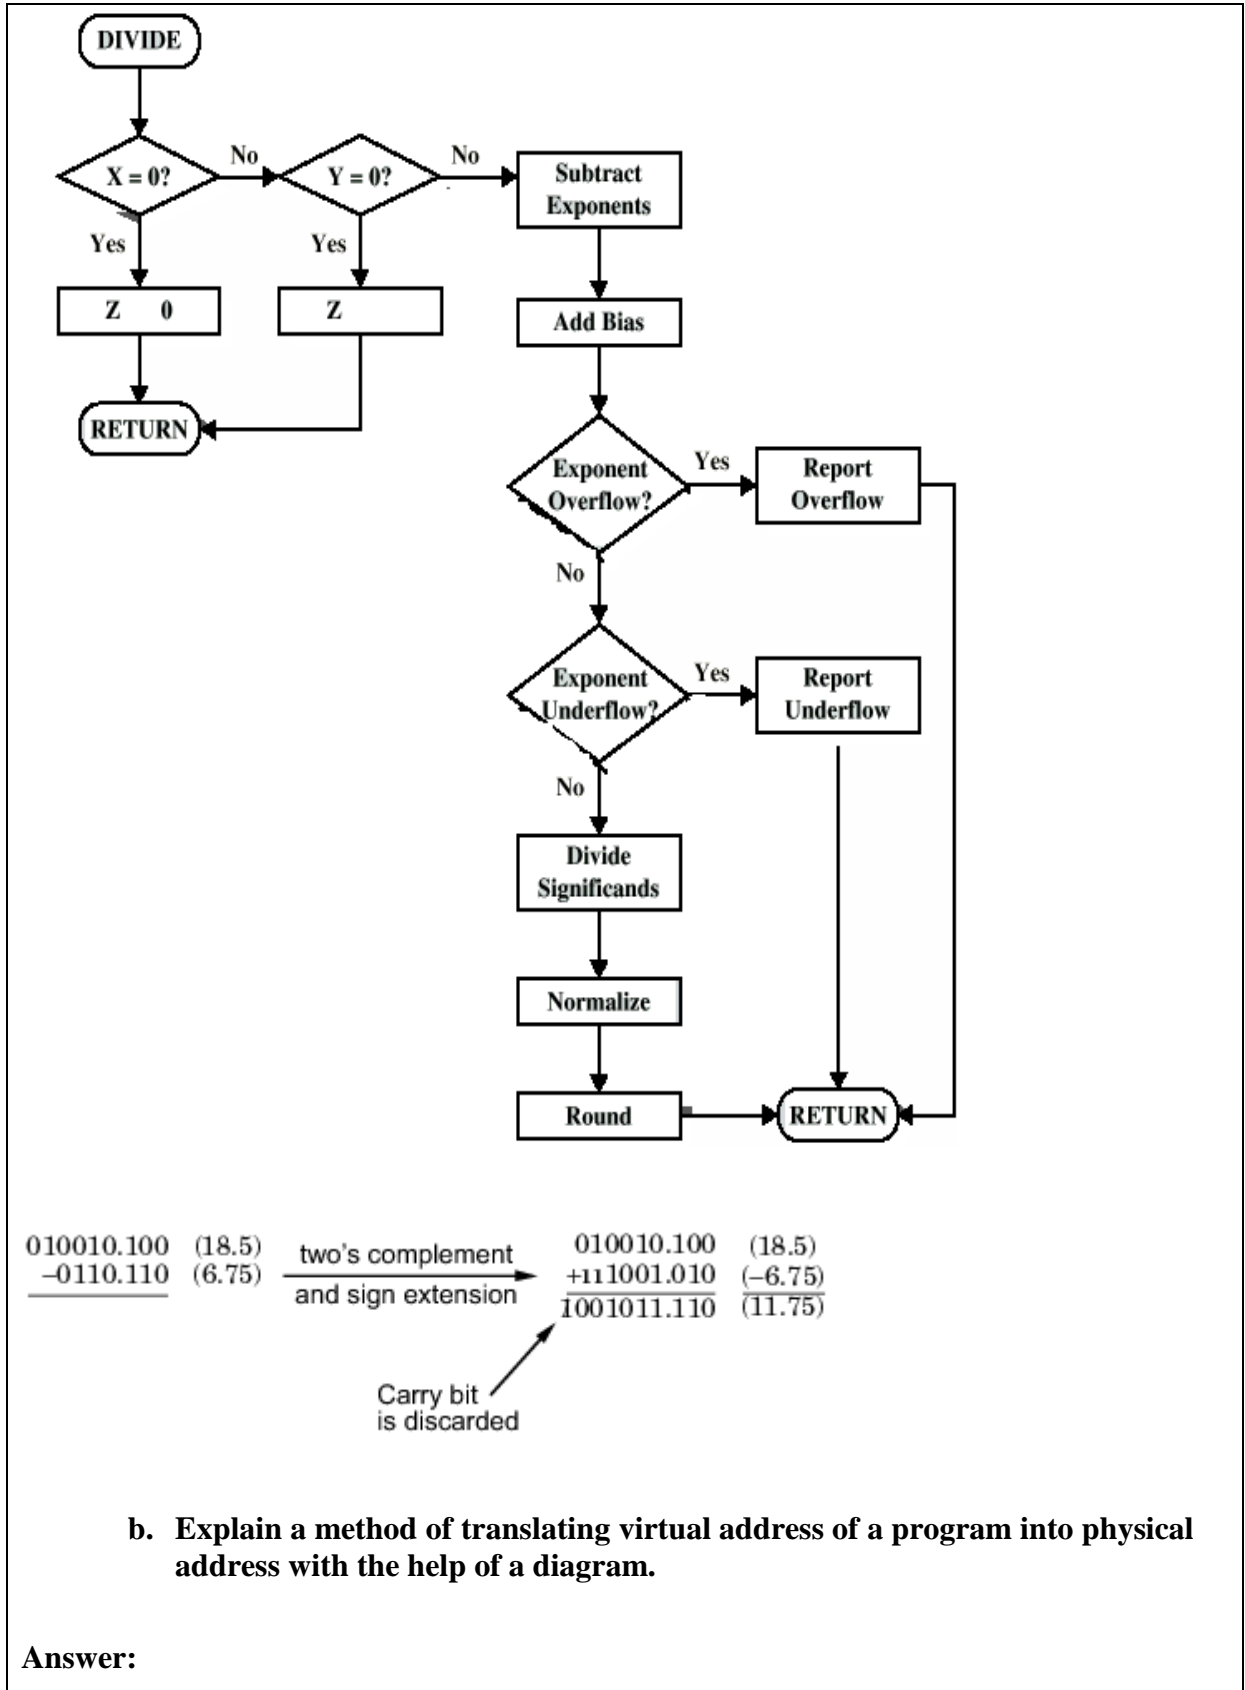 DIVIDE
X = 0?
No
Y = 0?
No
Subtract
Exponents
Yes
Yes
Z 0
Z
Add Bias
RETURN
Exponent
Overflow?
Yes
Report
Overflow
No
Exponent
Underflow?
Yes
Report
Underflow
No
Divide
Significands
Normalize
Round
RETURN
010010.100 (18.5)
–0110.110 (6.75)
two's complement
and sign extension
010010.100 (18.5)
+111001.010 (–6.75)
1001011.110 (11.75)
Carry bit
is discarded
b. Explain a method of translating virtual address of a program into physical
address with the help of a diagram.
Answer: